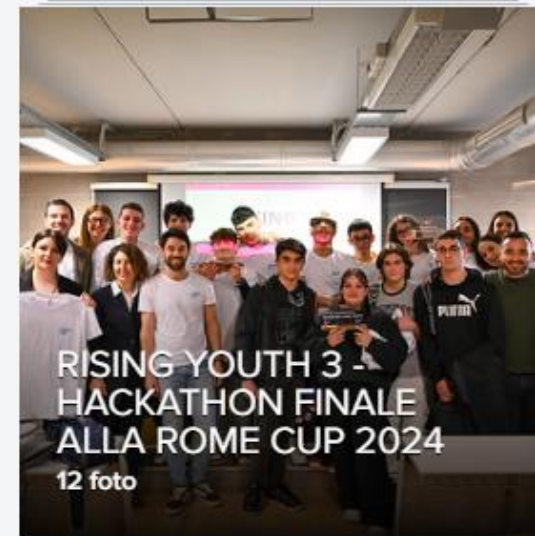 PUMA
RISING YOUTH 3 -
HACKATHON FINALE
ALLA ROME CUP 2024
12 foto